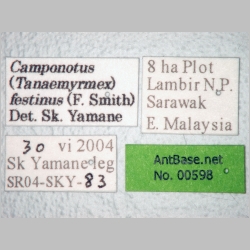 Camponotus
(Tanaemyrmex)
festinus (F. Smith)
Det. Sk. Yamane
8 ha Plot
Lambir N.P.
Sarawak
E. Malaysia
30 vi 2004
Sk Yamane leg
SR04-SKY-83
AntBase.net
No. 00598